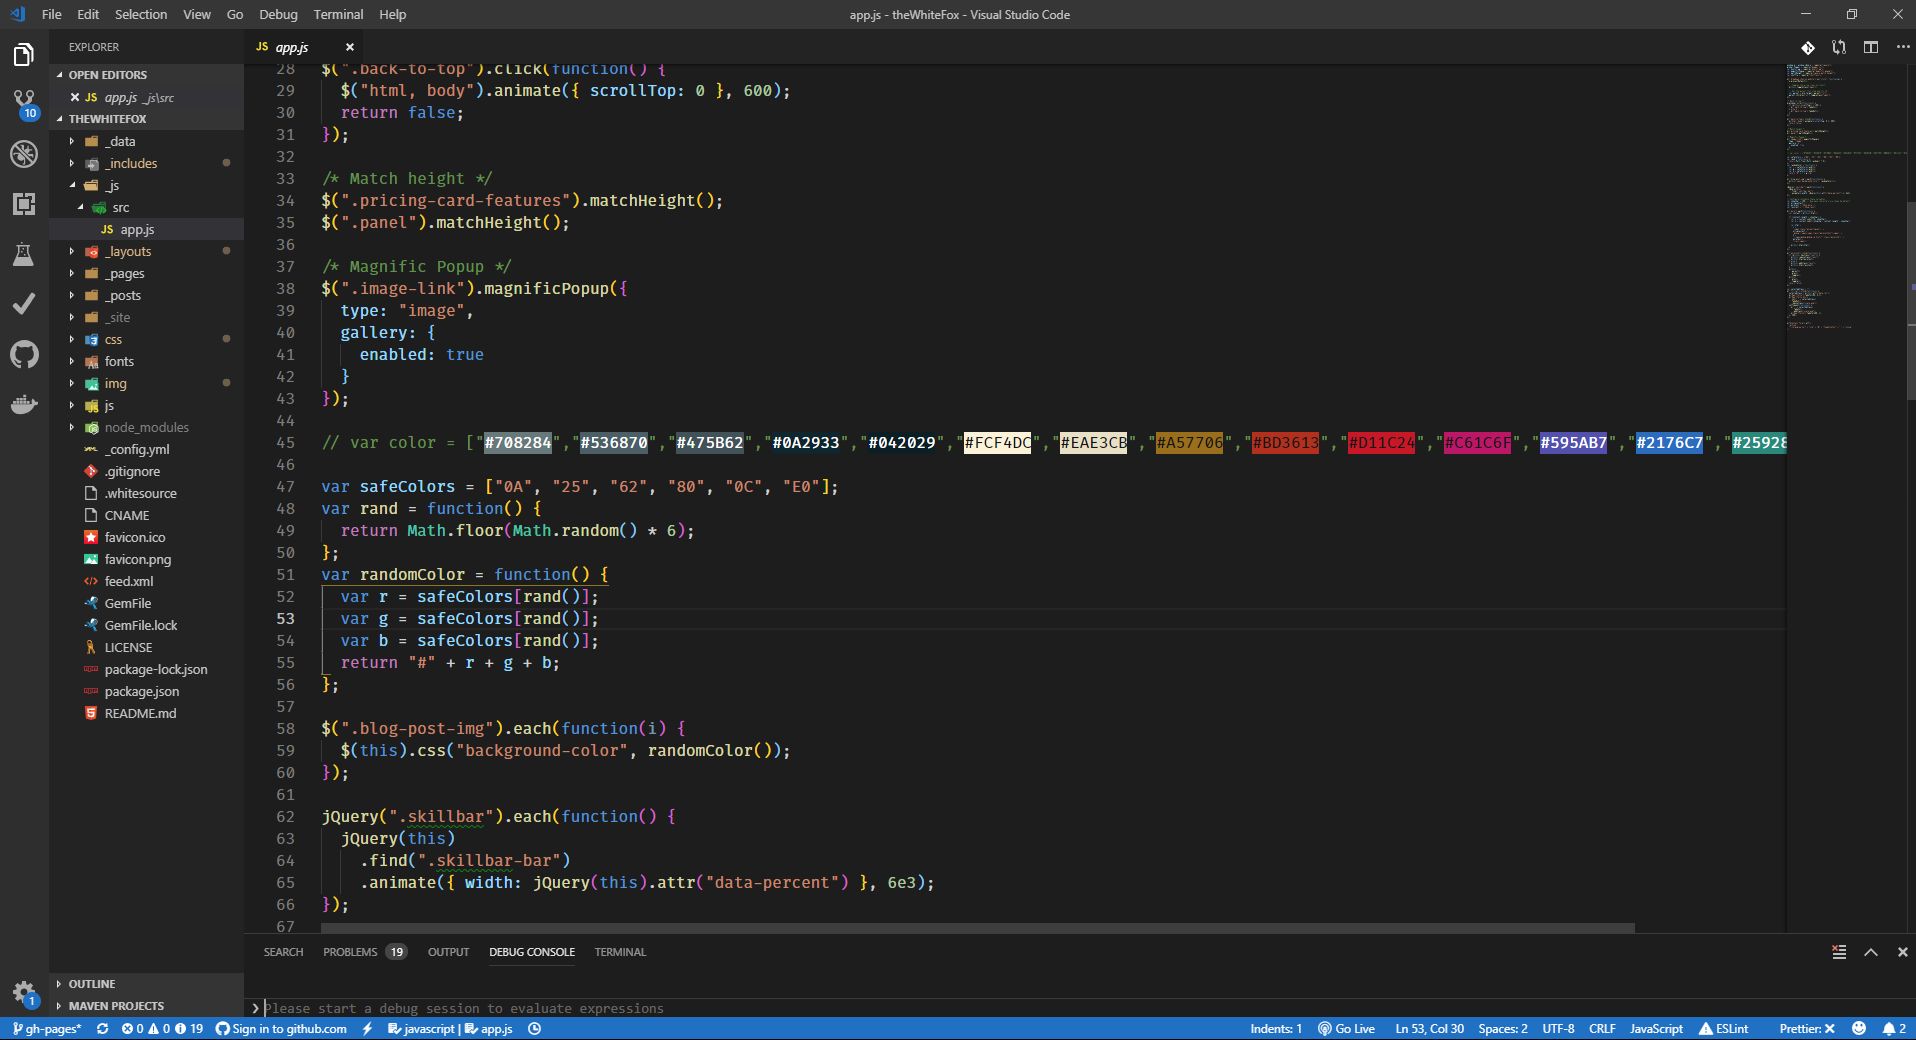 File Edit Selection View Go Debug Terminal Help
app.js - theWhiteFox - Visual Studio Code
EXPLORER
OPEN EDITORS
JS app.js _js\src
10
THEWHITEFOX
_data
_includes
_js
src
JS app.js
_layouts
_pages
_posts
_site
css
fonts
img
js
node_modules
_config.yml
.gitignore
.whitesource
CNAME
favicon.ico
favicon.png
feed.xml
GemFile
GemFile.lock
LICENSE
package-lock.json
package.json
README.md
OUTLINE
MAVEN PROJECTS
1
JS app.js
28 $(".back-to-top").click(function() {
29 $("html, body").animate({ scrollTop: 0 }, 600);
30 return false;
31 });
32
33 /* Match height */
34 $(".pricing-card-features").matchHeight();
35 $(".panel").matchHeight();
36
37 /* Magnific Popup */
38 $(".image-link").magnificPopup({
39 type: "image",
40 gallery: {
41 enabled: true
42 }
43 });
44
45 // var color = ["#708284","#536870","#475B62","#0A2933","#042029","#FCF4DC","#EAE3CB","#A57706","#BD3613","#D11C24","#C61C6F","#595AB7","#2176C7","#25928
46
47 var safeColors = ["0A", "25", "62", "80", "0C", "E0"];
48 var rand = function() {
49 return Math.floor(Math.random() * 6);
50 };
51 var randomColor = function() {
52 var r = safeColors[rand()];
53 var g = safeColors[rand()];
54 var b = safeColors[rand()];
55 return "#" + r + g + b;
56 };
57
58 $(".blog-post-img").each(function(i) {
59 $(this).css("background-color", randomColor());
60 });
61
62 jQuery(".skillbar").each(function() {
63 jQuery(this)
64 .find(".skillbar-bar")
65 .animate({ width: jQuery(this).attr("data-percent") }, 6e3);
66 });
67
SEARCH PROBLEMS 19 OUTPUT DEBUG CONSOLE TERMINAL
Please start a debug session to evaluate expressions
gh-pages* 0 0 19 Sign in to github.com javascript | app.js Indents: 1 Go Live Ln 53, Col 30 Spaces: 2 UTF-8 CRLF JavaScript ESLint Prettier: 2